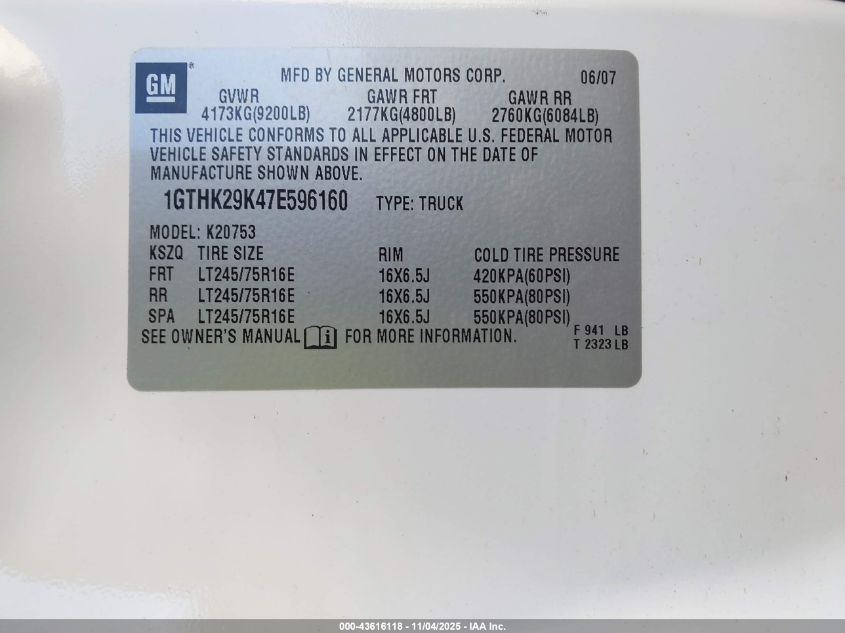 GM
MFD BY GENERAL MOTORS CORP. 06/07
GVWR GAWR FRT GAWR RR
4173KG(9200LB) 2177KG(4800LB) 2760KG(6084LB)
THIS VEHICLE CONFORMS TO ALL APPLICABLE U.S. FEDERAL MOTOR
VEHICLE SAFETY STANDARDS IN EFFECT ON THE DATE OF
MANUFACTURE SHOWN ABOVE.
1GTHK29K47E596160 TYPE: TRUCK
MODEL: K20753
KSZQ TIRE SIZE RIM COLD TIRE PRESSURE
FRT LT245/75R16E 16X6.5J 420KPA(60PSI)
RR LT245/75R16E 16X6.5J 550KPA(80PSI)
SPA LT245/75R16E 16X6.5J 550KPA(80PSI)
SEE OWNER'S MANUAL i FOR MORE INFORMATION.
F 941 LB
T 2323 LB
000-43616118 - 11/04/2025 - IAA Inc.